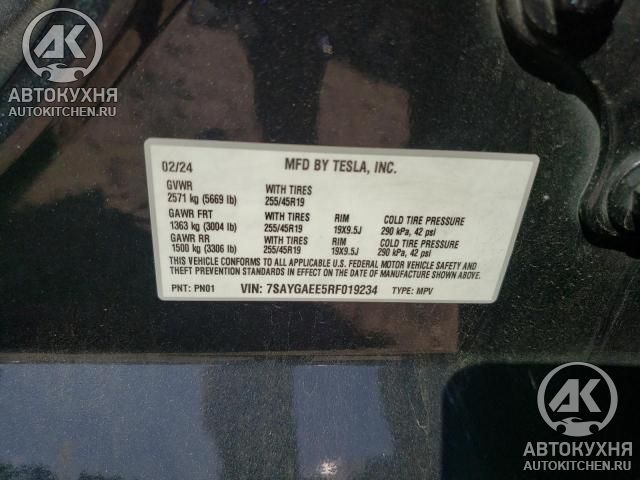 АК
АВТОКУХНЯ
AUTOKITCHEN.RU
02/24 MFD BY TESLA, INC.
GVWR WITH TIRES
2571 kg (5669 lb) 255/45R19
GAWR FRT WITH TIRES RIM COLD TIRE PRESSURE
1363 kg (3004 lb) 255/45R19 19X9.5J 290 kPa, 42 psi
GAWR RR WITH TIRES RIM COLD TIRE PRESSURE
1500 kg (3306 lb) 255/45R19 19X9.5J 290 kPa, 42 psi
THIS VEHICLE CONFORMS TO ALL APPLICABLE U.S. FEDERAL MOTOR VEHICLE SAFETY AND
THEFT PREVENTION STANDARDS IN EFFECT ON THE DATE OF MANUFACTURE SHOWN ABOVE.
PNT: PN01 VIN: 7SAYGAEE5RF019234 TYPE: MPV
АК
АВТОКУХНЯ
AUTOKITCHEN.RU